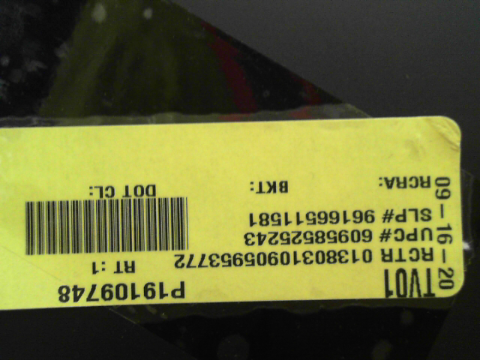 TV01 P19109748
RCTR 01380310905953772 RT : 1
UPC# 60958525243
SLP# 96166511581
09-16-20
RCRA: BKT: DOT CL: